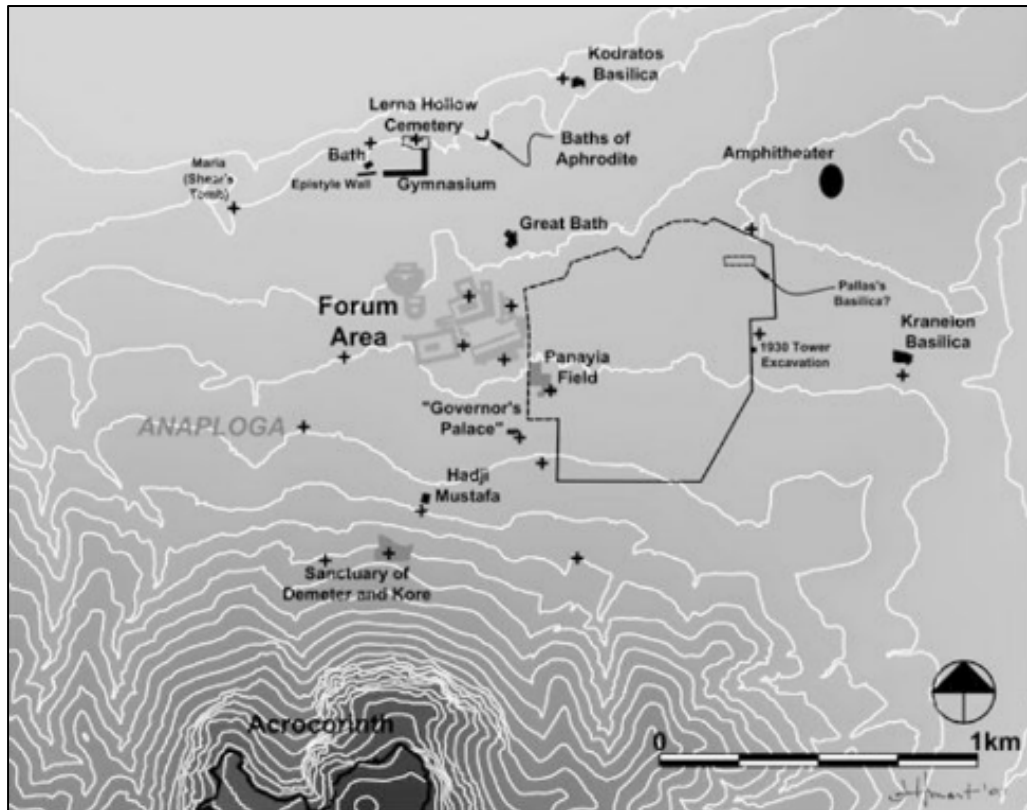 Kodratos
Basilica
Lerna Hollow
Cemetery
Baths of
Aphrodite
Bath
Epistyle Wall
Gymnasium
Amphitheater
Maria
(Shear's
Tomb)
Great Bath
Pallas's
Basilica?
Forum
Area
Kraneion
Basilica
1930 Tower
Excavation
Panayia
Field
ANAPLOGA
"Governor's
Palace"
Hadji
Mustafa
Sanctuary of
Demeter and Kore
Acrocorinth
0
1km